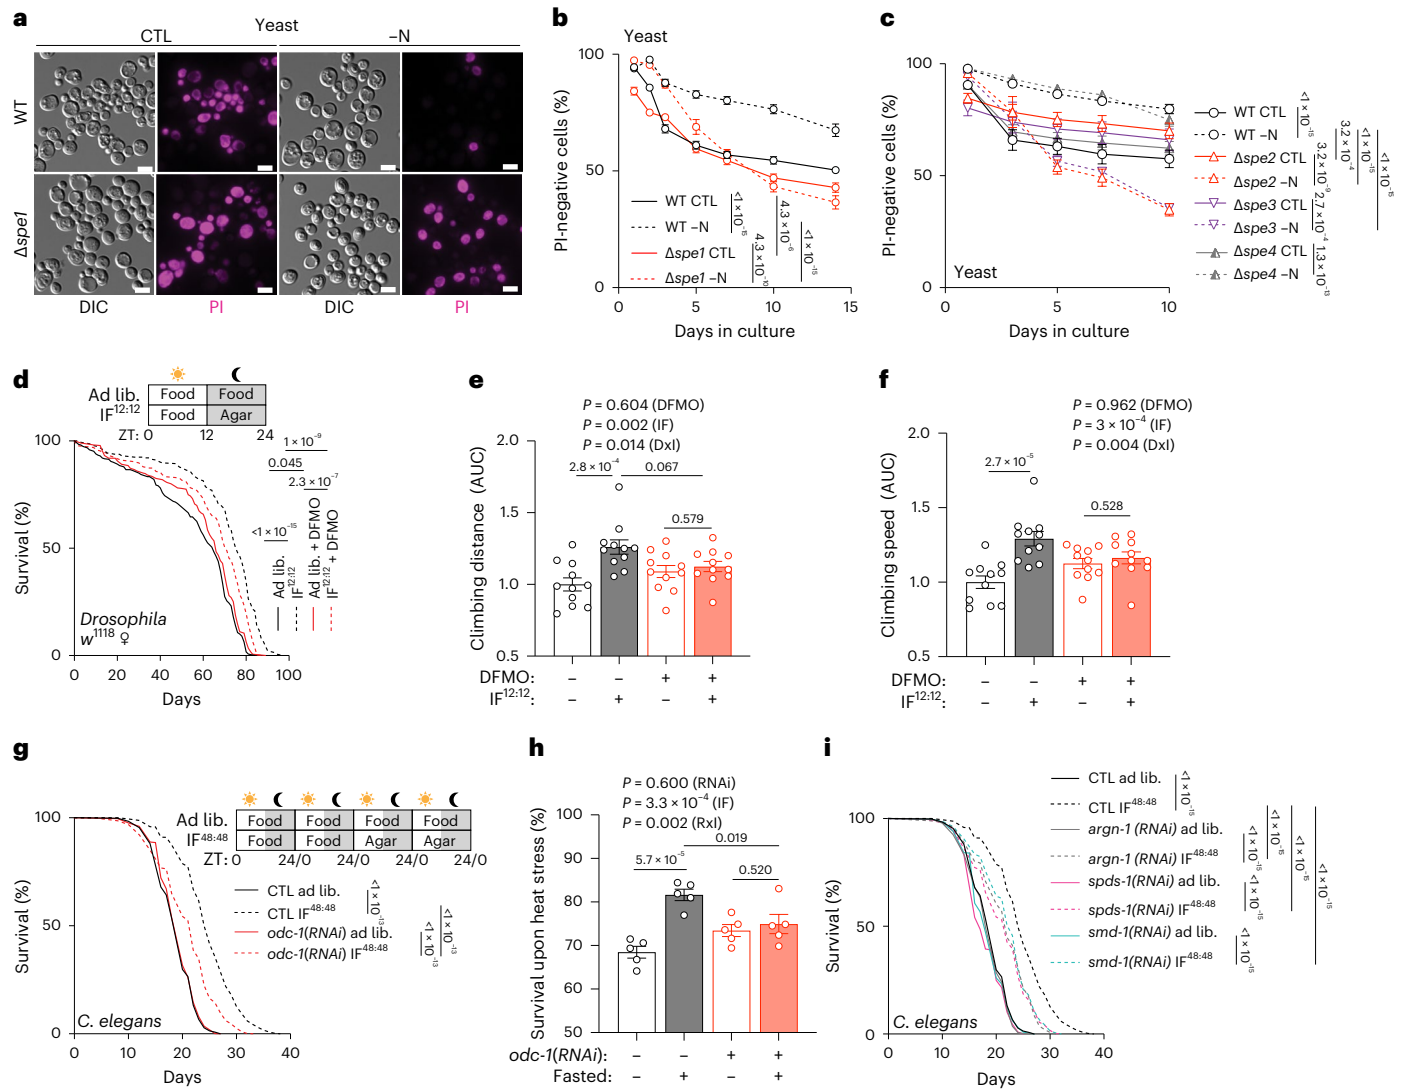 a
Yeast
CTL
–N
WT
Δspe1
DIC
PI
DIC
PI
b
Yeast
PI-negative cells (%)
100
50
0
0
5
10
15
Days in culture
WT CTL
WT –N
Δspe1 CTL
Δspe1 –N
<1 × 10⁻¹⁵
4.3 × 10⁻¹⁰
4.3 × 10⁻⁶
<1 × 10⁻¹⁵
c
PI-negative cells (%)
100
50
0
Yeast
0
5
10
Days in culture
WT CTL
WT –N
Δspe2 CTL
Δspe2 –N
Δspe3 CTL
Δspe3 –N
Δspe4 CTL
Δspe4 –N
<1 × 10⁻¹⁵
3.2 × 10⁻⁹
2.7 × 10⁻⁴
1.3 × 10⁻¹³
3.2 × 10⁻⁴
<1 × 10⁻¹⁵
<1 × 10⁻¹⁵
d
Ad lib.
Food
Food
IF¹²:¹²
Food
Agar
ZT: 0
12
24
Survival (%)
100
50
0
1 × 10⁻⁹
0.045
2.3 × 10⁻⁷
<1 × 10⁻¹⁵
Ad lib.
IF¹²:¹²
Ad lib. + DFMO
IF¹²:¹² + DFMO
Drosophila
w¹¹¹⁸ ♀
0
20
40
60
80
100
Days
e
P = 0.604 (DFMO)
P = 0.002 (IF)
P = 0.014 (DxI)
Climbing distance (AUC)
2.0
1.5
1.0
0.5
2.8 × 10⁻⁴
0.067
0.579
DFMO: – – + +
IF¹²:¹²: – + – +
f
P = 0.962 (DFMO)
P = 3 × 10⁻⁴ (IF)
P = 0.004 (DxI)
Climbing speed (AUC)
2.0
1.5
1.0
0.5
2.7 × 10⁻⁵
0.528
DFMO: – – + +
IF¹²:¹²: – + – +
g
Ad lib.
Food
Food
Food
Food
IF⁴⁸:⁴⁸
Food
Food
Agar
Agar
ZT: 0
24/0
24/0
24/0
24/0
Survival (%)
100
50
0
CTL ad lib.
CTL IF⁴⁸:⁴⁸
odc-1(RNAi) ad lib.
odc-1(RNAi) IF⁴⁸:⁴⁸
<1 × 10⁻¹³
<1 × 10⁻¹³
<1 × 10⁻¹³
C. elegans
0
10
20
30
40
Days
h
P = 0.600 (RNAi)
P = 3.3 × 10⁻⁴ (IF)
P = 0.002 (RxI)
Survival upon heat stress (%)
100
90
80
70
60
50
0.019
5.7 × 10⁻⁵
0.520
odc-1(RNAi): – – + +
Fasted: – + – +
i
Survival (%)
100
50
0
CTL ad lib.
CTL IF⁴⁸:⁴⁸
argn-1 (RNAi) ad lib.
argn-1 (RNAi) IF⁴⁸:⁴⁸
spds-1(RNAi) ad lib.
spds-1(RNAi) IF⁴⁸:⁴⁸
smd-1(RNAi) ad lib.
smd-1(RNAi) IF⁴⁸:⁴⁸
<1 × 10⁻¹⁵
<1 × 10⁻¹⁵
<1 × 10⁻¹⁵
<1 × 10⁻¹⁵
<1 × 10⁻¹⁵
<1 × 10⁻¹⁵
<1 × 10⁻¹⁵
C. elegans
0
10
20
30
40
Days